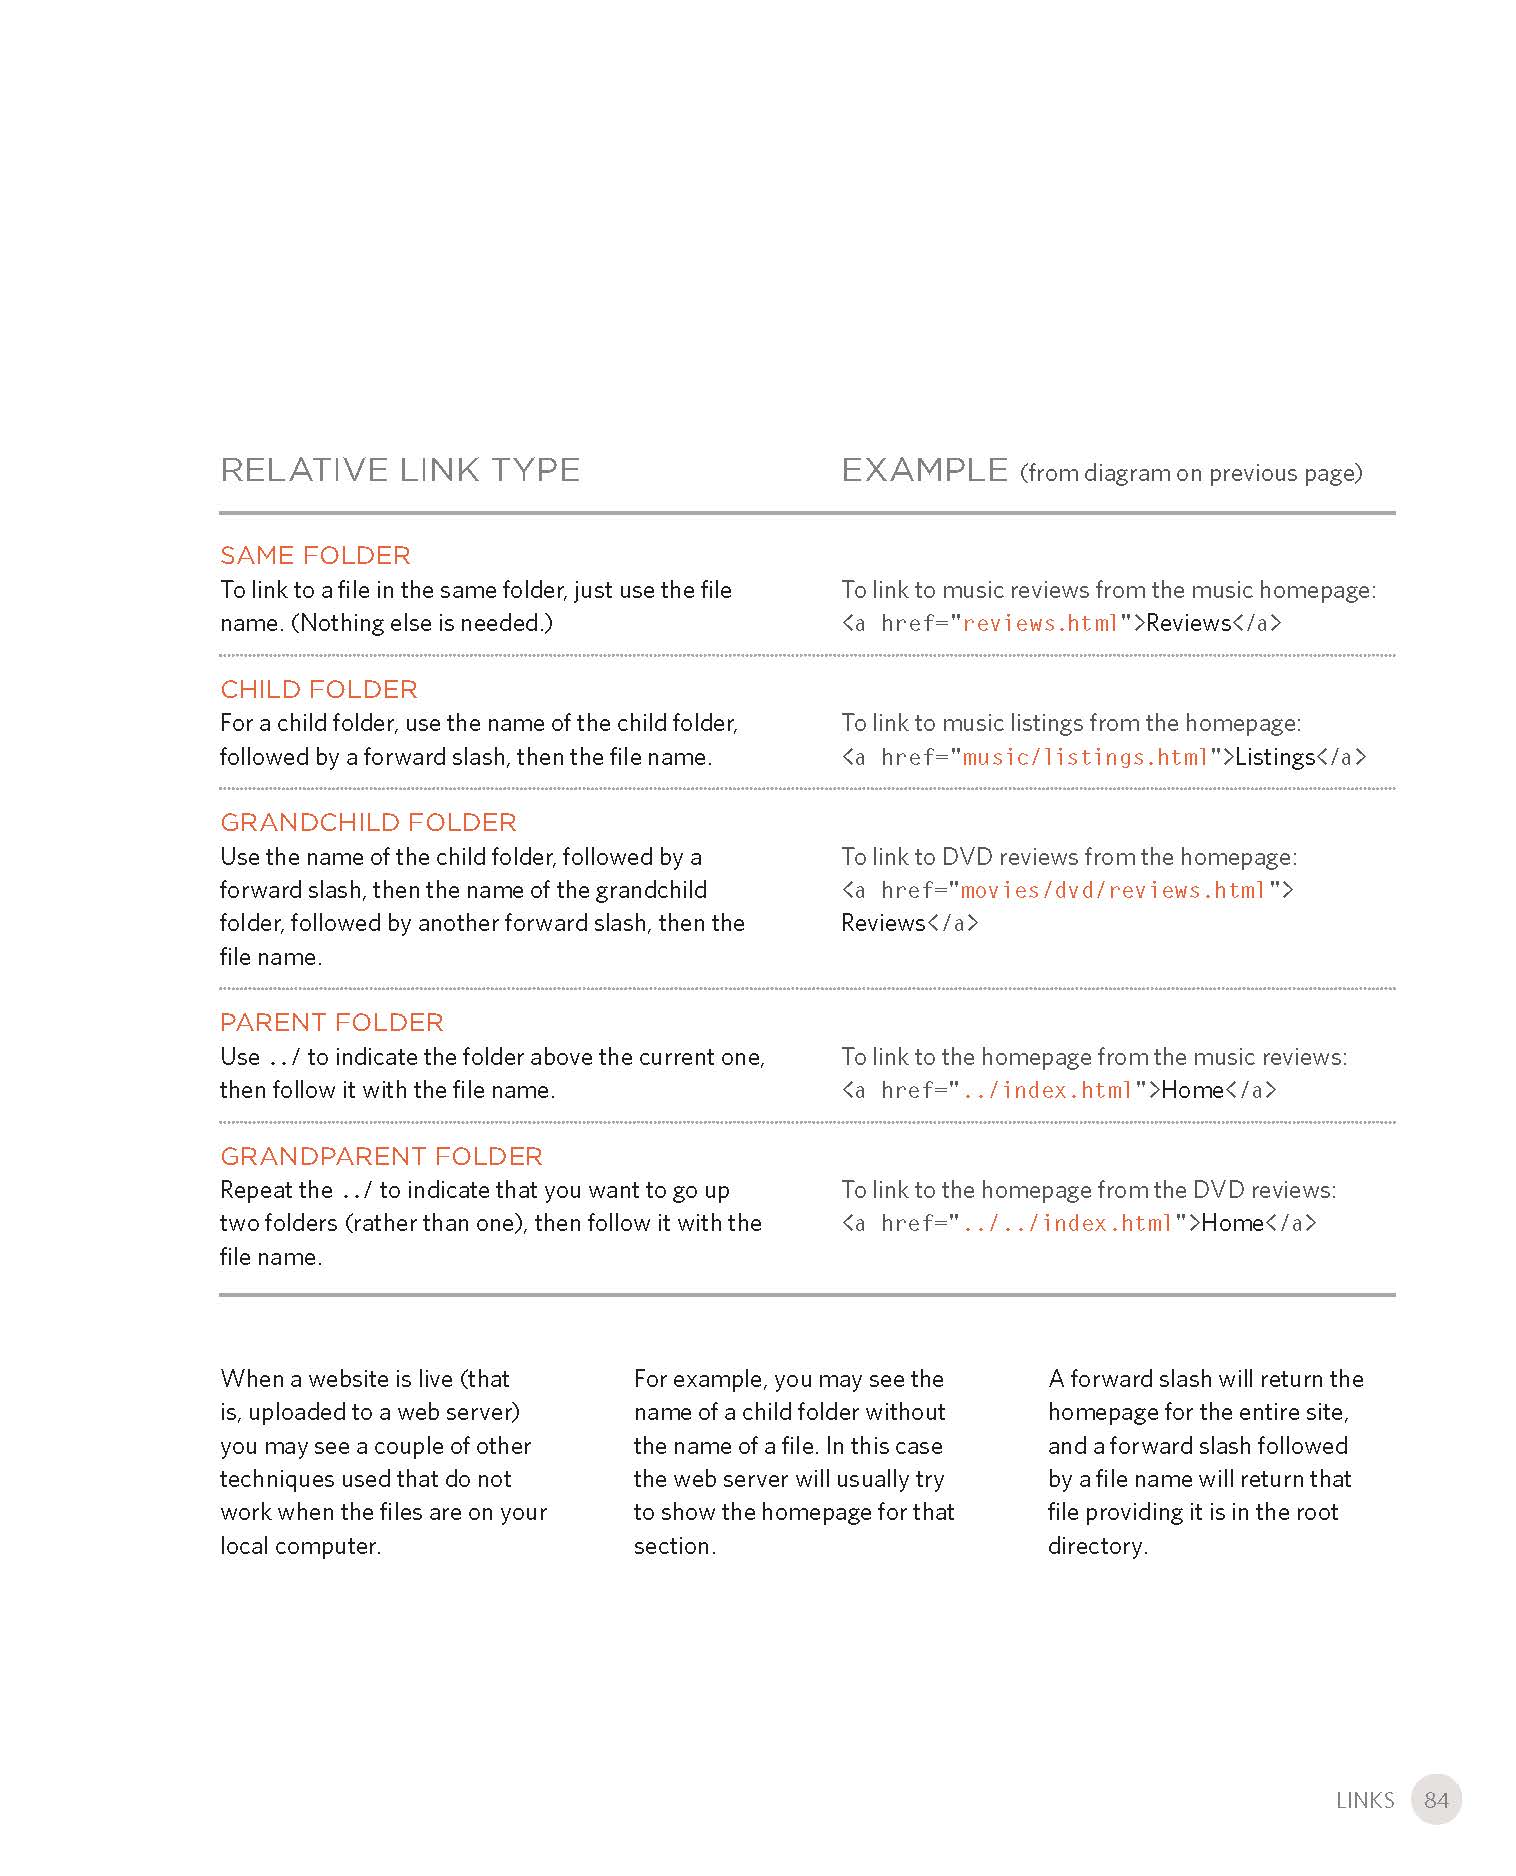 RELATIVE LINK TYPE
EXAMPLE (from diagram on previous page)
SAME FOLDER
To link to a file in the same folder, just use the file
name. (Nothing else is needed.)
To link to music reviews from the music homepage:
<a href="reviews.html">Reviews</a>
CHILD FOLDER
For a child folder, use the name of the child folder,
followed by a forward slash, then the file name.
To link to music listings from the homepage:
<a href="music/listings.html">Listings</a>
GRANDCHILD FOLDER
Use the name of the child folder, followed by a
forward slash, then the name of the grandchild
folder, followed by another forward slash, then the
file name.
To link to DVD reviews from the homepage:
<a href="movies/dvd/reviews.html">
Reviews</a>
PARENT FOLDER
Use ../ to indicate the folder above the current one,
then follow it with the file name.
To link to the homepage from the music reviews:
<a href="../index.html">Home</a>
GRANDPARENT FOLDER
Repeat the ../ to indicate that you want to go up
two folders (rather than one), then follow it with the
file name.
To link to the homepage from the DVD reviews:
<a href="../../index.html">Home</a>
When a website is live (that
is, uploaded to a web server)
you may see a couple of other
techniques used that do not
work when the files are on your
local computer.
For example, you may see the
name of a child folder without
the name of a file. In this case
the web server will usually try
to show the homepage for that
section.
A forward slash will return the
homepage for the entire site,
and a forward slash followed
by a file name will return that
file providing it is in the root
directory.
LINKS 84